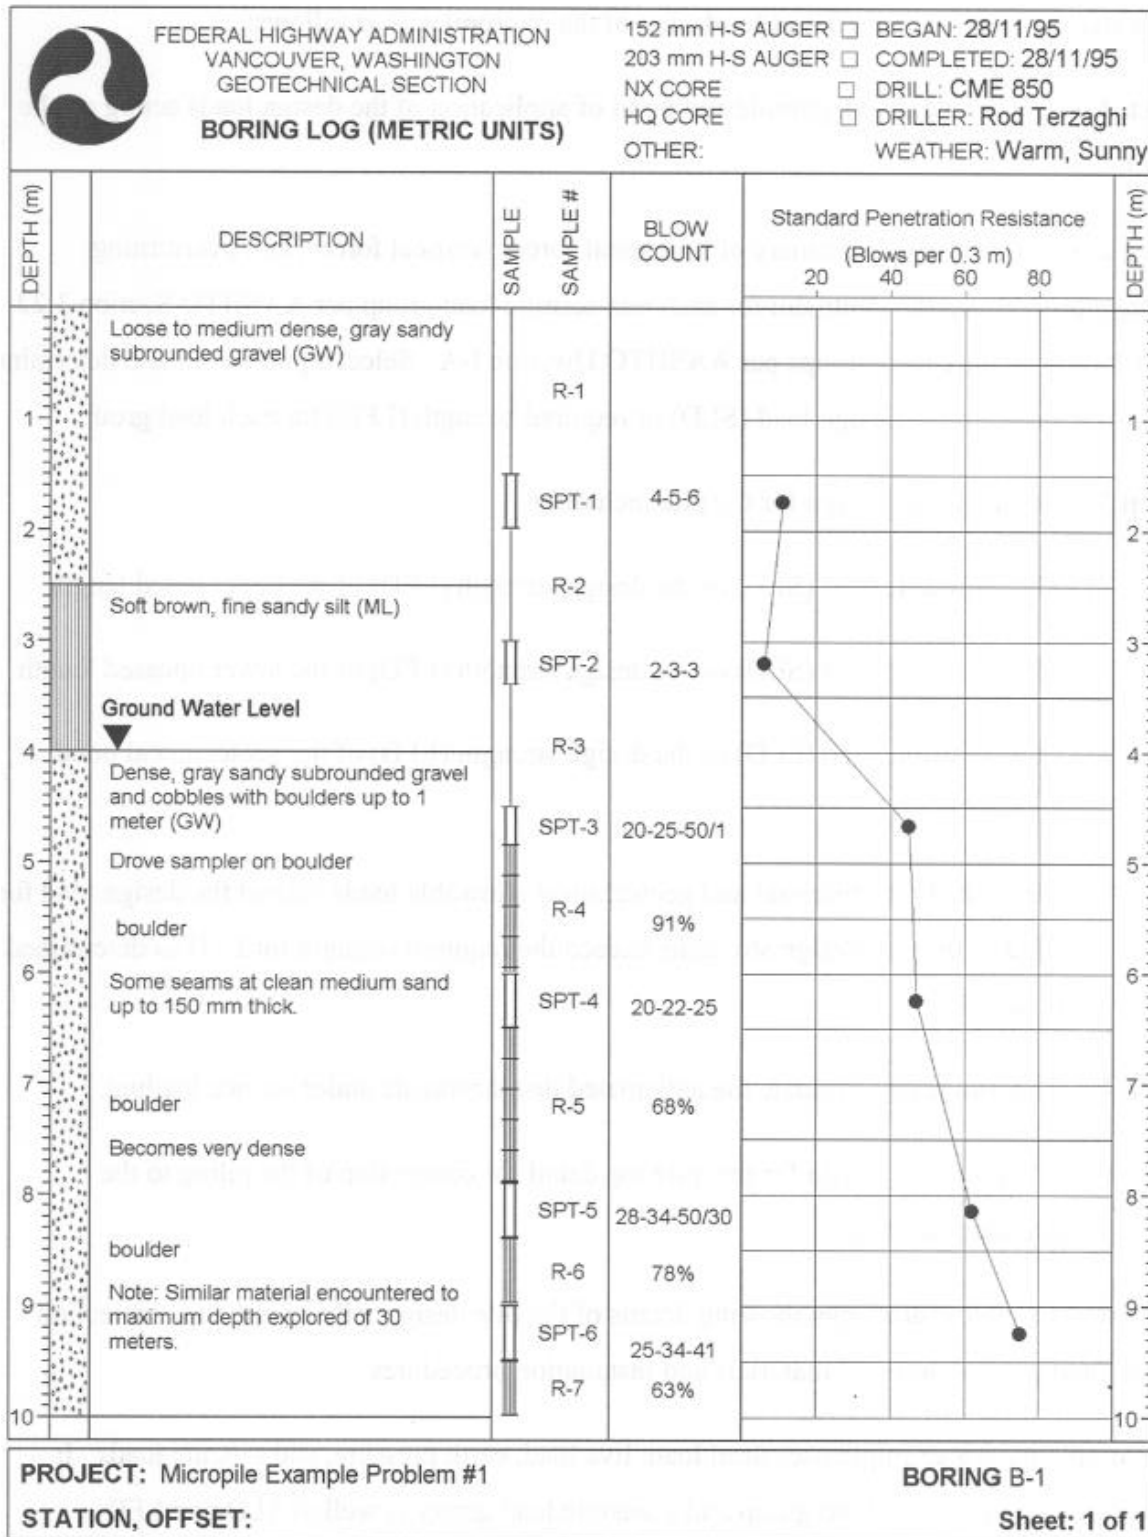 FEDERAL HIGHWAY ADMINISTRATION
VANCOUVER, WASHINGTON
GEOTECHNICAL SECTION
BORING LOG (METRIC UNITS)
152 mm H-S AUGER
203 mm H-S AUGER
NX CORE
HQ CORE
OTHER:
BEGAN: 28/11/95
COMPLETED: 28/11/95
DRILL: CME 850
DRILLER: Rod Terzaghi
WEATHER: Warm, Sunny
DEPTH (m)
DESCRIPTION
SAMPLE
SAMPLE #
BLOW
COUNT
Standard Penetration Resistance
(Blows per 0.3 m)
20 40 60 80
DEPTH (m)
Loose to medium dense, gray sandy
subrounded gravel (GW)
R-1
1 1
SPT-1 4-5-6
2 2
R-2
Soft brown, fine sandy silt (ML)
3 3
SPT-2 2-3-3
Ground Water Level
R-3
4 4
Dense, gray sandy subrounded gravel
and cobbles with boulders up to 1
meter (GW)
SPT-3 20-25-50/1
Drove sampler on boulder
5 5
R-4
boulder
91%
6 6
Some seams at clean medium sand
up to 150 mm thick.
SPT-4 20-22-25
7 7
boulder
R-5 68%
Becomes very dense
8 8
SPT-5 28-34-50/30
boulder
R-6 78%
Note: Similar material encountered to
maximum depth explored of 30
meters.
9 9
SPT-6
25-34-41
R-7 63%
10 10
PROJECT: Micropile Example Problem #1
BORING B-1
STATION, OFFSET:
Sheet: 1 of 1